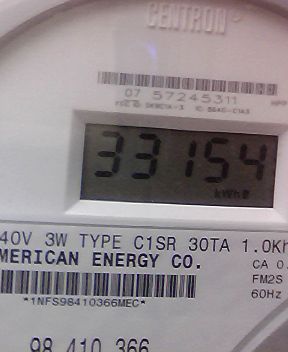 CENTRON
07 57245311
33154
kWh
40V 3W TYPE C1SR 30TA 1.0Kh
MERICAN ENERGY CO.
CA 0.
*1NFS98410366MEC*
FM2S
60Hz
98 410 366